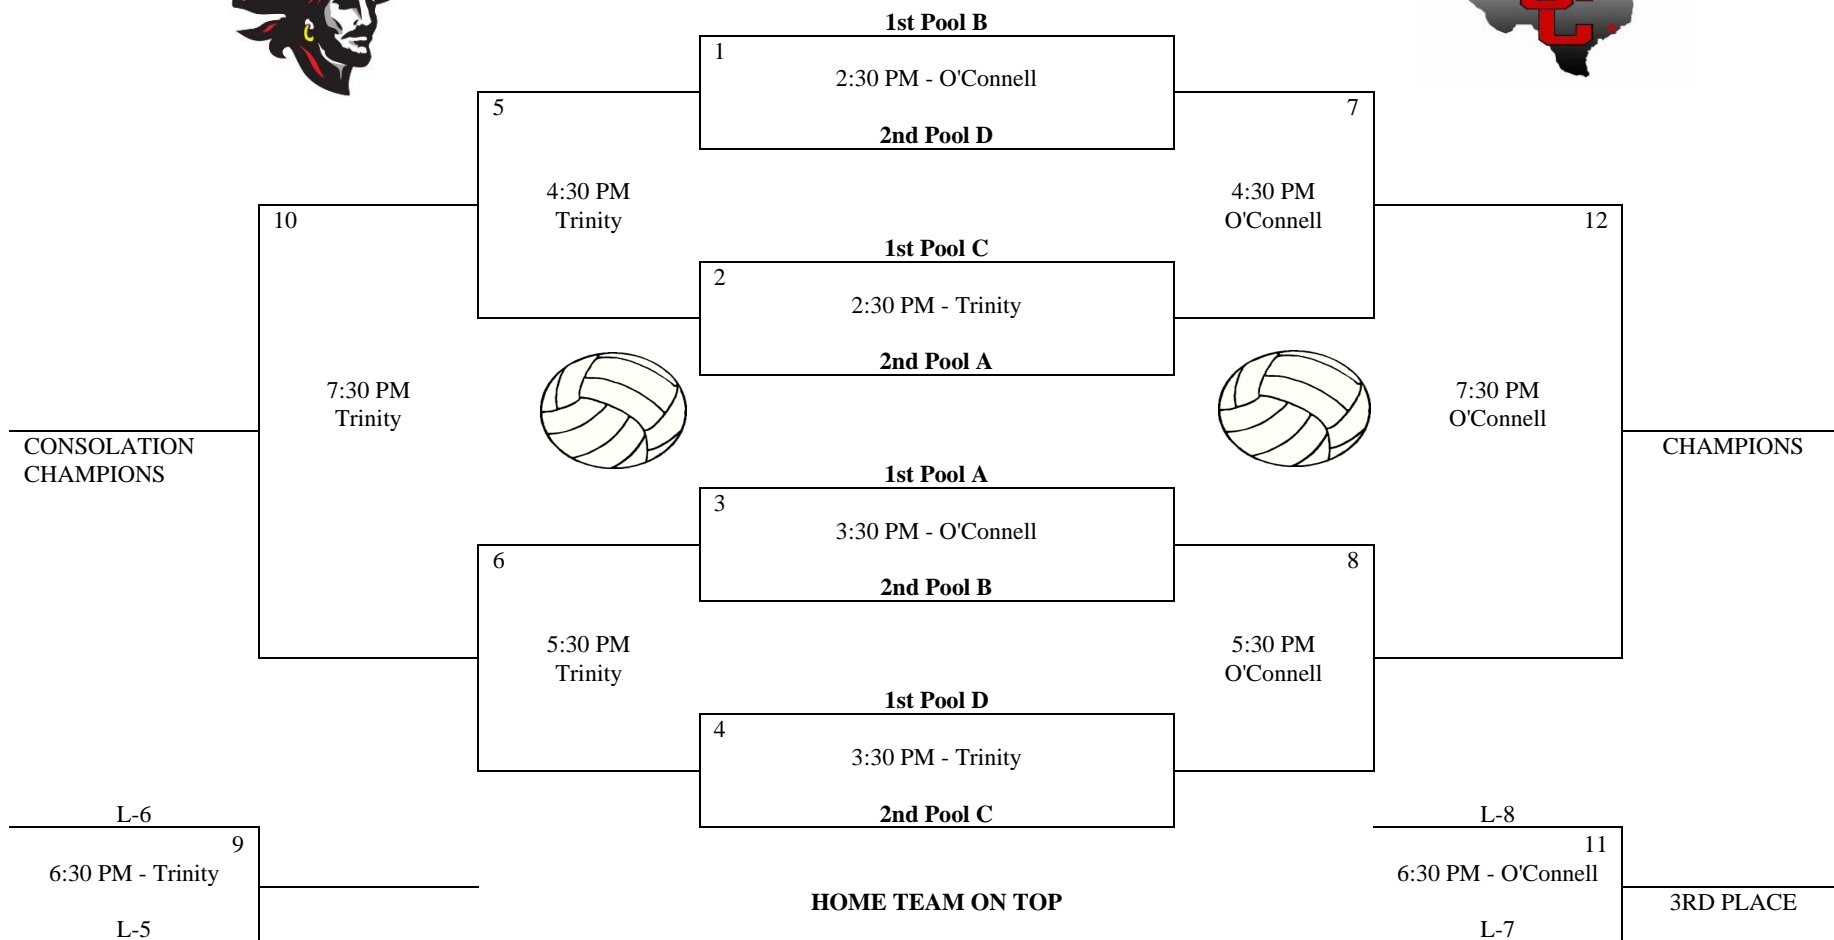 1st Pool B
1
2:30 PM - O'Connell
2nd Pool D
5
4:30 PM
Trinity
7
4:30 PM
O'Connell
10
7:30 PM
Trinity
12
7:30 PM
O'Connell
1st Pool C
2
2:30 PM - Trinity
2nd Pool A
CONSOLATION
CHAMPIONS
CHAMPIONS
1st Pool A
3
3:30 PM - O'Connell
2nd Pool B
6
5:30 PM
Trinity
8
5:30 PM
O'Connell
1st Pool D
4
3:30 PM - Trinity
2nd Pool C
L-6
9
6:30 PM - Trinity
L-5
HOME TEAM ON TOP
L-8
11
6:30 PM - O'Connell
L-7
3RD PLACE